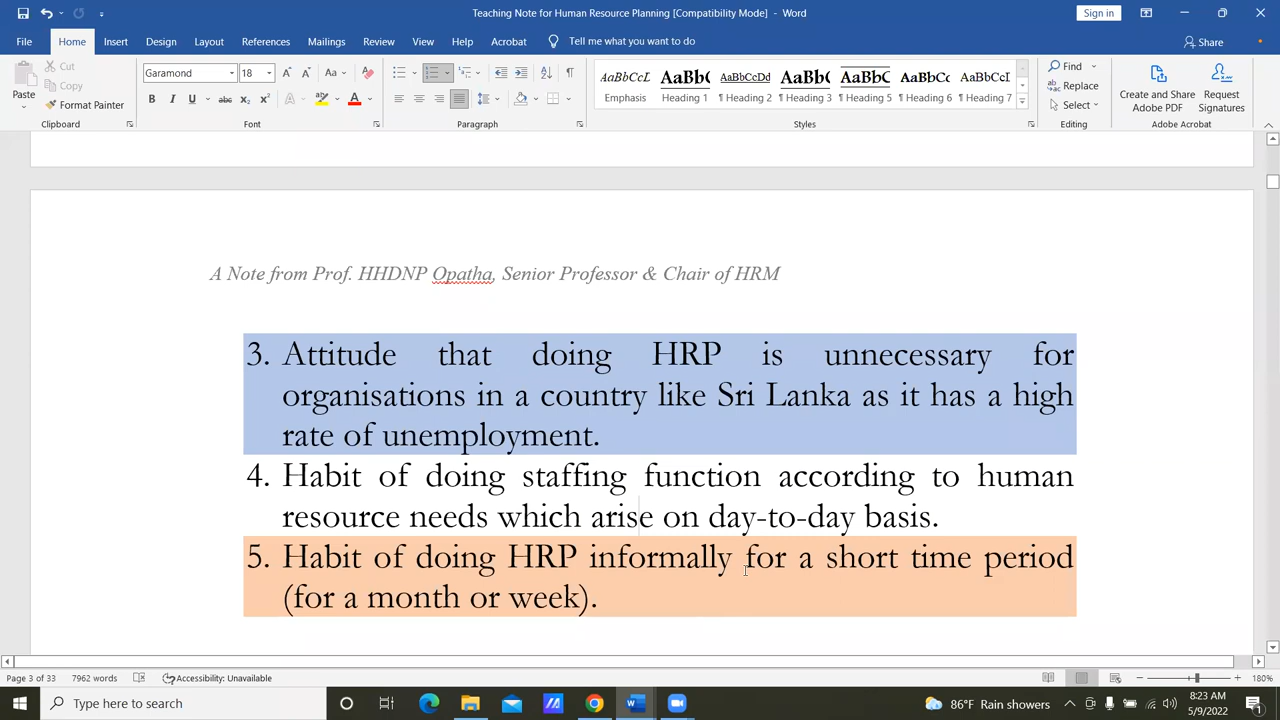 Teaching Note for Human Resource Planning [Compatibility Mode] - Word
Sign in
File Home Insert Design Layout References Mailings Review View Help Acrobat Tell me what you want to do Share
Paste Cut Copy Format Painter
Clipboard
Garamond 18
Font
Paragraph
AaBbCcL AaBb( AaBbCcDd AaBb( AaBbC AaBbCc AaBbCc
Emphasis Heading 1 ¶ Heading 2 ¶ Heading 3 ¶ Heading 5 ¶ Heading 6 ¶ Heading 7
Styles
Find Replace Select
Editing
Create and Share Adobe PDF Request Signatures
Adobe Acrobat
A Note from Prof. HHDNP Opatha, Senior Professor & Chair of HRM
3. Attitude that doing HRP is unnecessary for
organisations in a country like Sri Lanka as it has a high
rate of unemployment.
4. Habit of doing staffing function according to human
resource needs which arise on day-to-day basis.
5. Habit of doing HRP informally for a short time period
(for a month or week).
Page 3 of 33 7962 words Accessibility: Unavailable 180%
Type here to search 86°F Rain showers 8:23 AM
5/9/2022